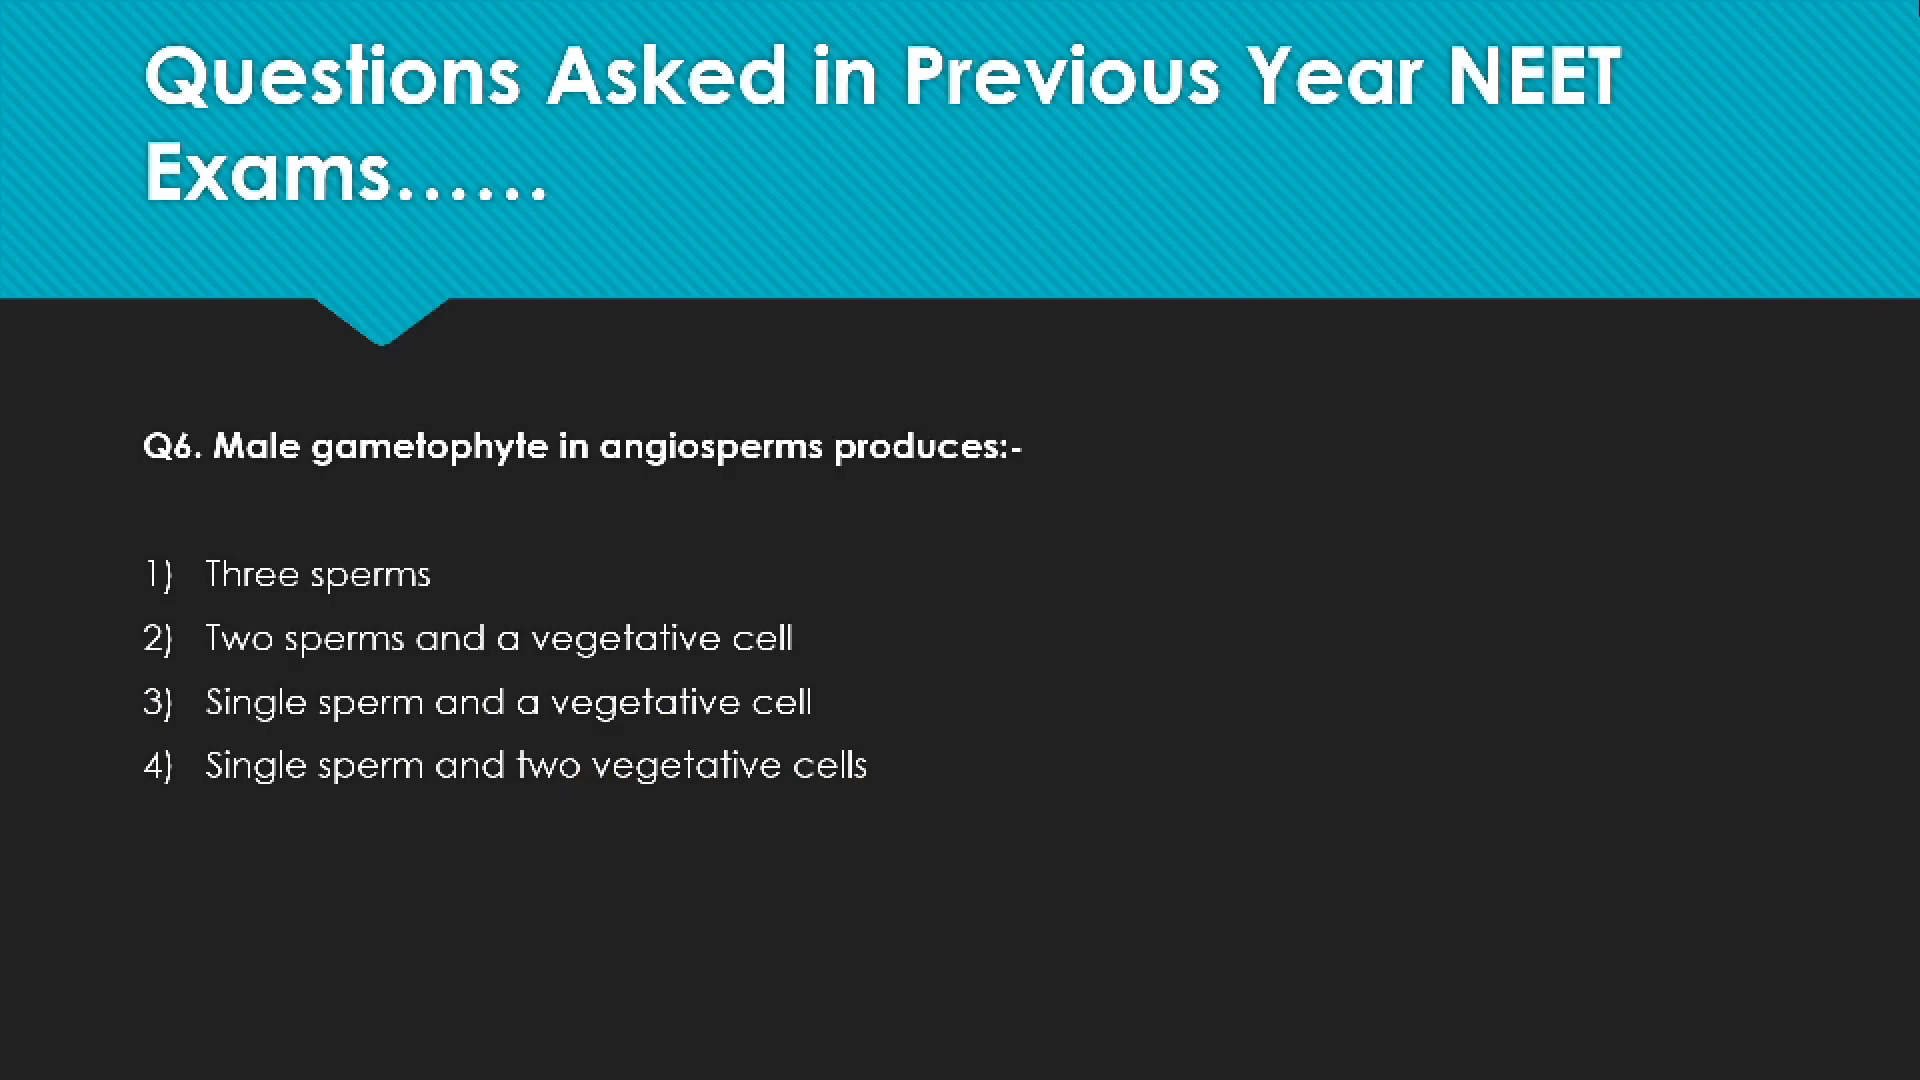 Questions Asked in Previous Year NEET
Exams......
Q6. Male gametophyte in angiosperms produces:-
1) Three sperms
2) Two sperms and a vegetative cell
3) Single sperm and a vegetative cell
4) Single sperm and two vegetative cells